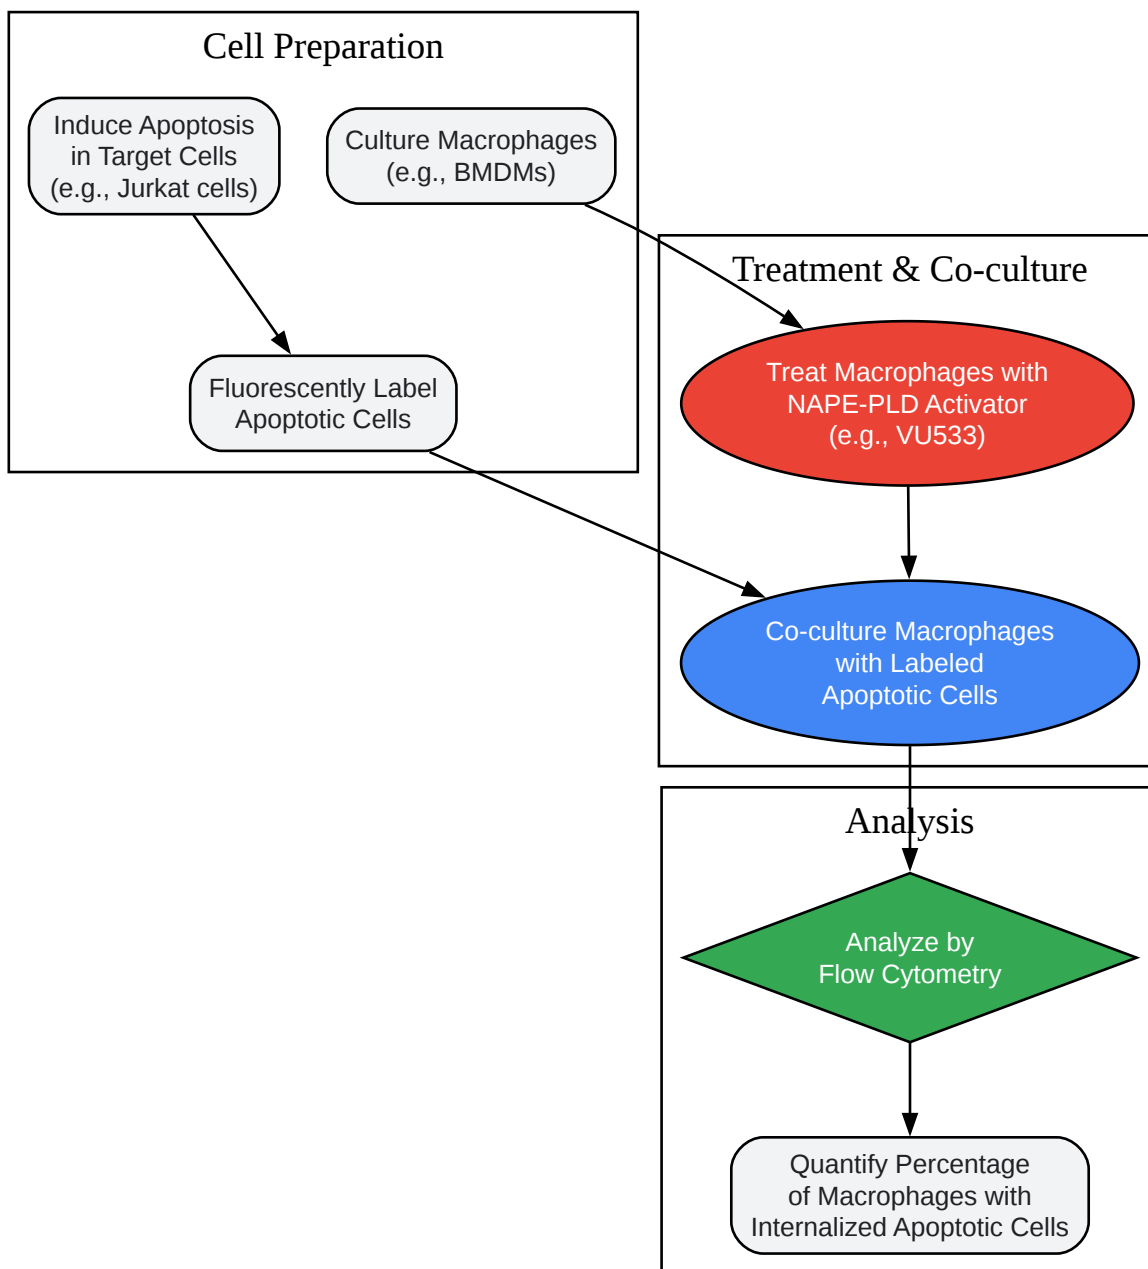 Cell Preparation
Induce Apoptosis
in Target Cells
(e.g., Jurkat cells)
Culture Macrophages
(e.g., BMDMs)
Fluorescently Label
Apoptotic Cells
Treatment & Co-culture
Treat Macrophages with
NAPE-PLD Activator
(e.g., VU533)
Co-culture Macrophages
with Labeled
Apoptotic Cells
Analysis
Analyze by
Flow Cytometry
Quantify Percentage
of Macrophages with
Internalized Apoptotic Cells